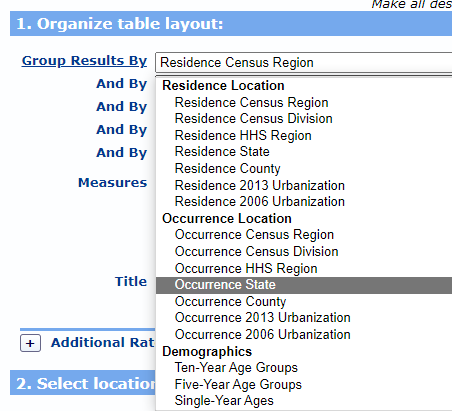 Make all des
1. Organize table layout:
Group Results By Residence Census Region
And By
And By
And By
And By
Measures
Title
+ Additional Rat
2. Select location
Residence Location
Residence Census Region
Residence Census Division
Residence HHS Region
Residence State
Residence County
Residence 2013 Urbanization
Residence 2006 Urbanization
Occurrence Location
Occurrence Census Region
Occurrence Census Division
Occurrence HHS Region
Occurrence State
Occurrence County
Occurrence 2013 Urbanization
Occurrence 2006 Urbanization
Demographics
Ten-Year Age Groups
Five-Year Age Groups
Single-Year Ages